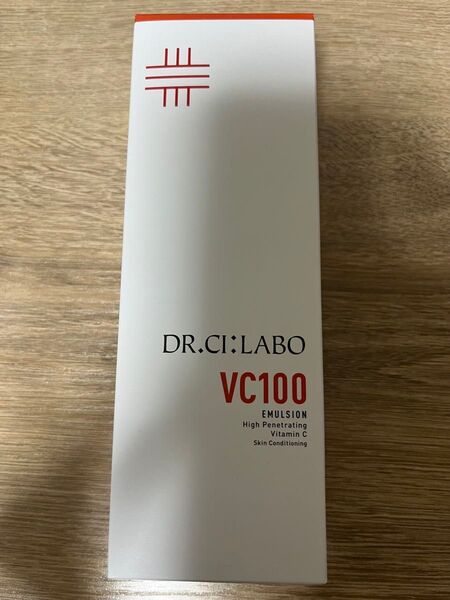 DR.CI:LABO
VC100
EMULSION
High Penetrating
Vitamin C
Skin Conditioning